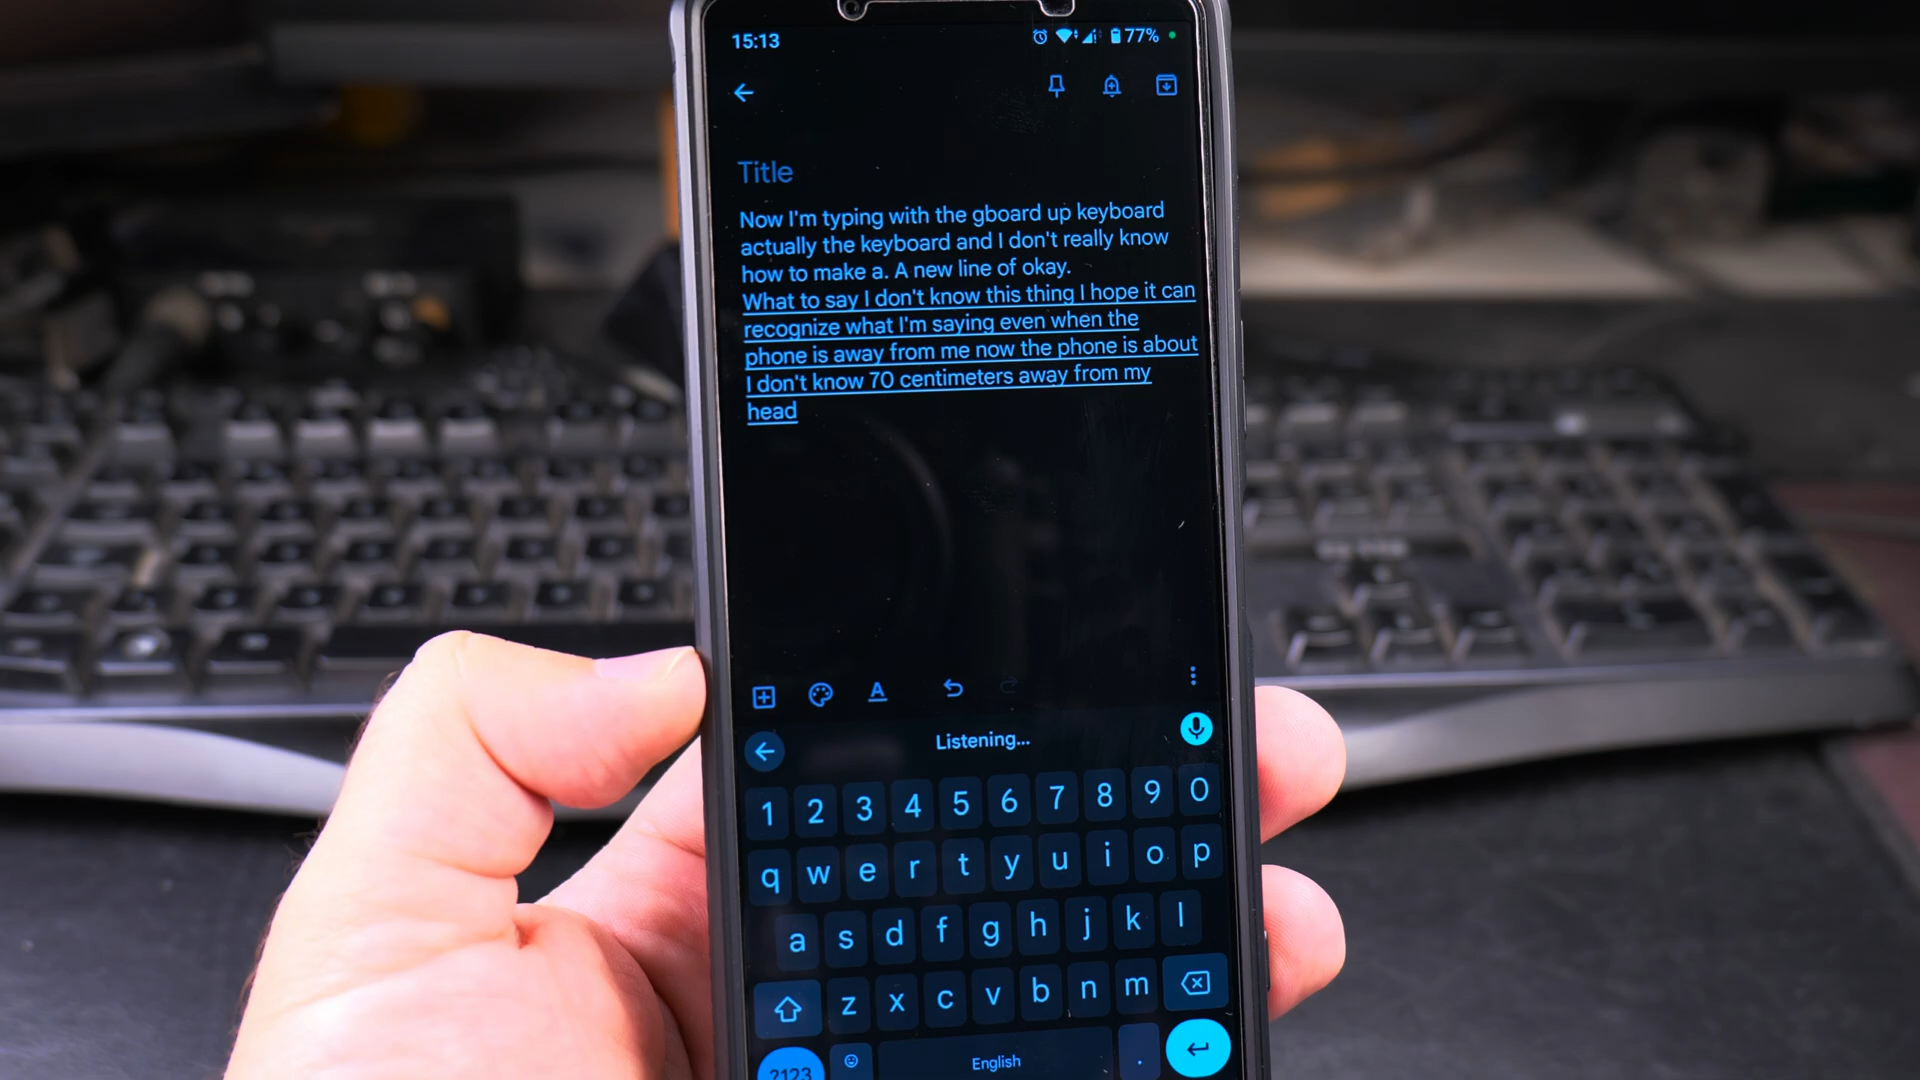 15:13
77%
Title
Now I'm typing with the gboard up keyboard
actually the keyboard and I don't really know
how to make a. A new line of okay.
What to say I don't know this thing I hope it can
recognize what I'm saying even when the
phone is away from me now the phone is about
I don't know 70 centimeters away from my
head
A
Listening...
1 2 3 4 5 6 7 8 9 0
q w e r t y u i o p
a s d f g h j k l
z x c v b n m
?123 English .